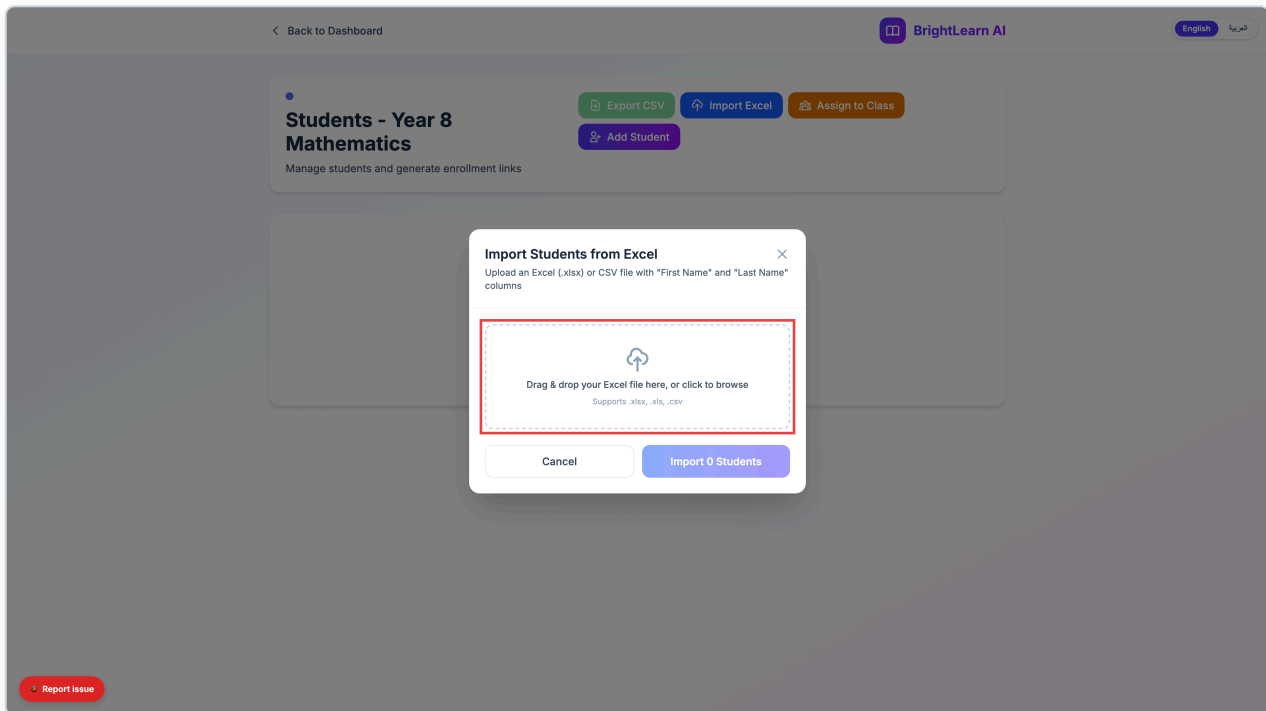 Back to Dashboard
BrightLearn AI
English
العربية
Students - Year 8
Mathematics
Manage students and generate enrollment links
Export CSV
Import Excel
Assign to Class
Add Student
Import Students from Excel
Upload an Excel (.xlsx) or CSV file with "First Name" and "Last Name"
columns
Drag & drop your Excel file here, or click to browse
Supports .xlsx, .xls, .csv
Cancel
Import 0 Students
Report issue